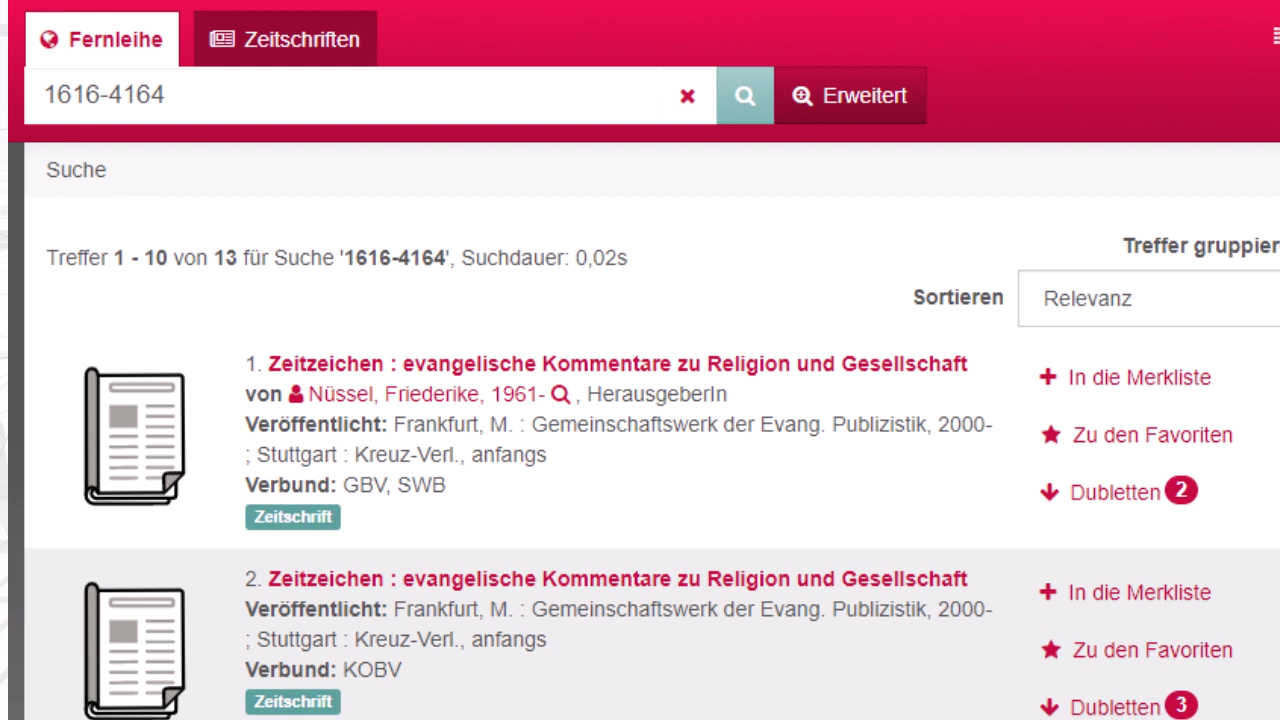 Fernleihe Zeitschriften
1616-4164 Erweitert
Suche
Treffer 1 - 10 von 13 für Suche '1616-4164', Suchdauer: 0,02s
Treffer gruppier
Sortieren Relevanz
1. Zeitzeichen : evangelische Kommentare zu Religion und Gesellschaft
von Nüssel, Friederike, 1961- , HerausgeberIn
Veröffentlicht: Frankfurt, M. : Gemeinschaftswerk der Evang. Publizistik, 2000-
; Stuttgart : Kreuz-Verl., anfangs
Verbund: GBV, SWB
Zeitschrift
In die Merkliste
Zu den Favoriten
Dubletten 2
2. Zeitzeichen : evangelische Kommentare zu Religion und Gesellschaft
Veröffentlicht: Frankfurt, M. : Gemeinschaftswerk der Evang. Publizistik, 2000-
; Stuttgart : Kreuz-Verl., anfangs
Verbund: KOBV
Zeitschrift
In die Merkliste
Zu den Favoriten
Dubletten 3